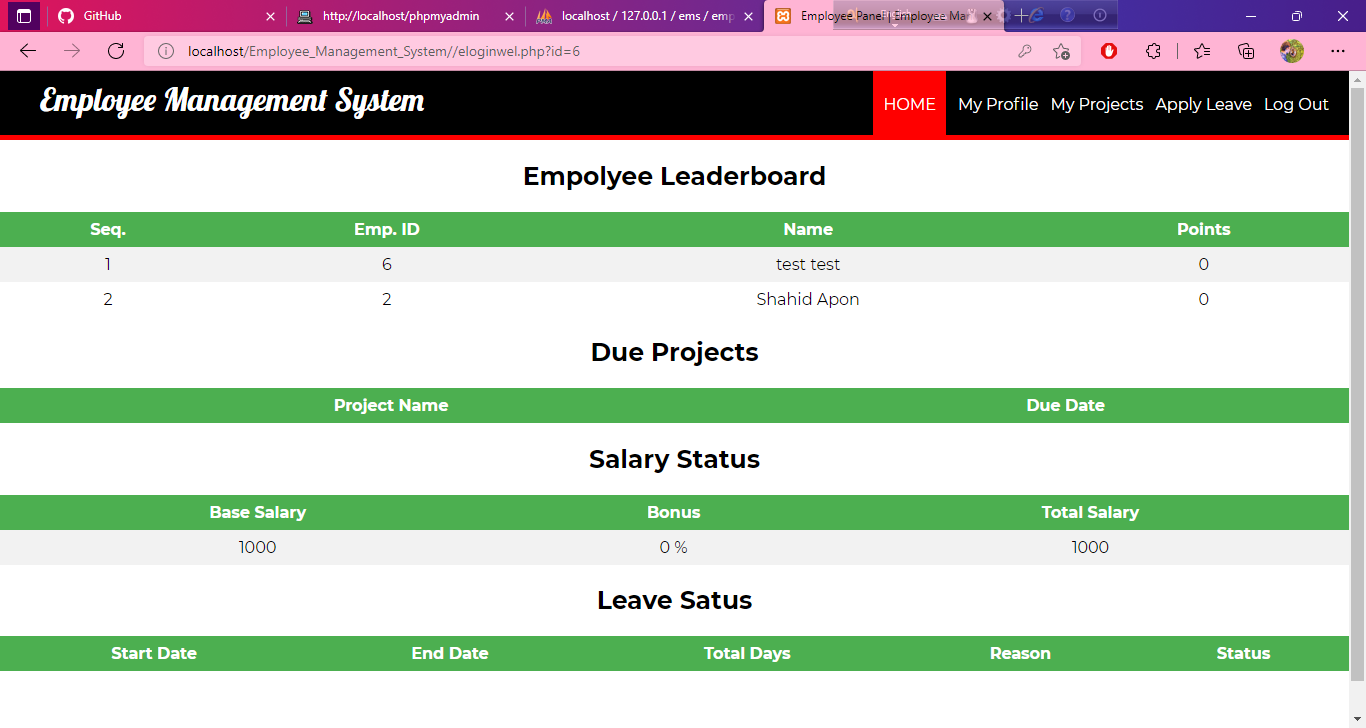 GitHub
http://localhost/phpmyadmin
localhost / 127.0.0.1 / ems / emp
Employee Panel | Employee Ma
localhost/Employee_Management_System//eloginwel.php?id=6
Employee Management System
HOME My Profile My Projects Apply Leave Log Out
Empolyee Leaderboard
Seq. Emp. ID Name Points
1 6 test test 0
2 2 Shahid Apon 0
Due Projects
Project Name Due Date
Salary Status
Base Salary Bonus Total Salary
1000 0 % 1000
Leave Satus
Start Date End Date Total Days Reason Status